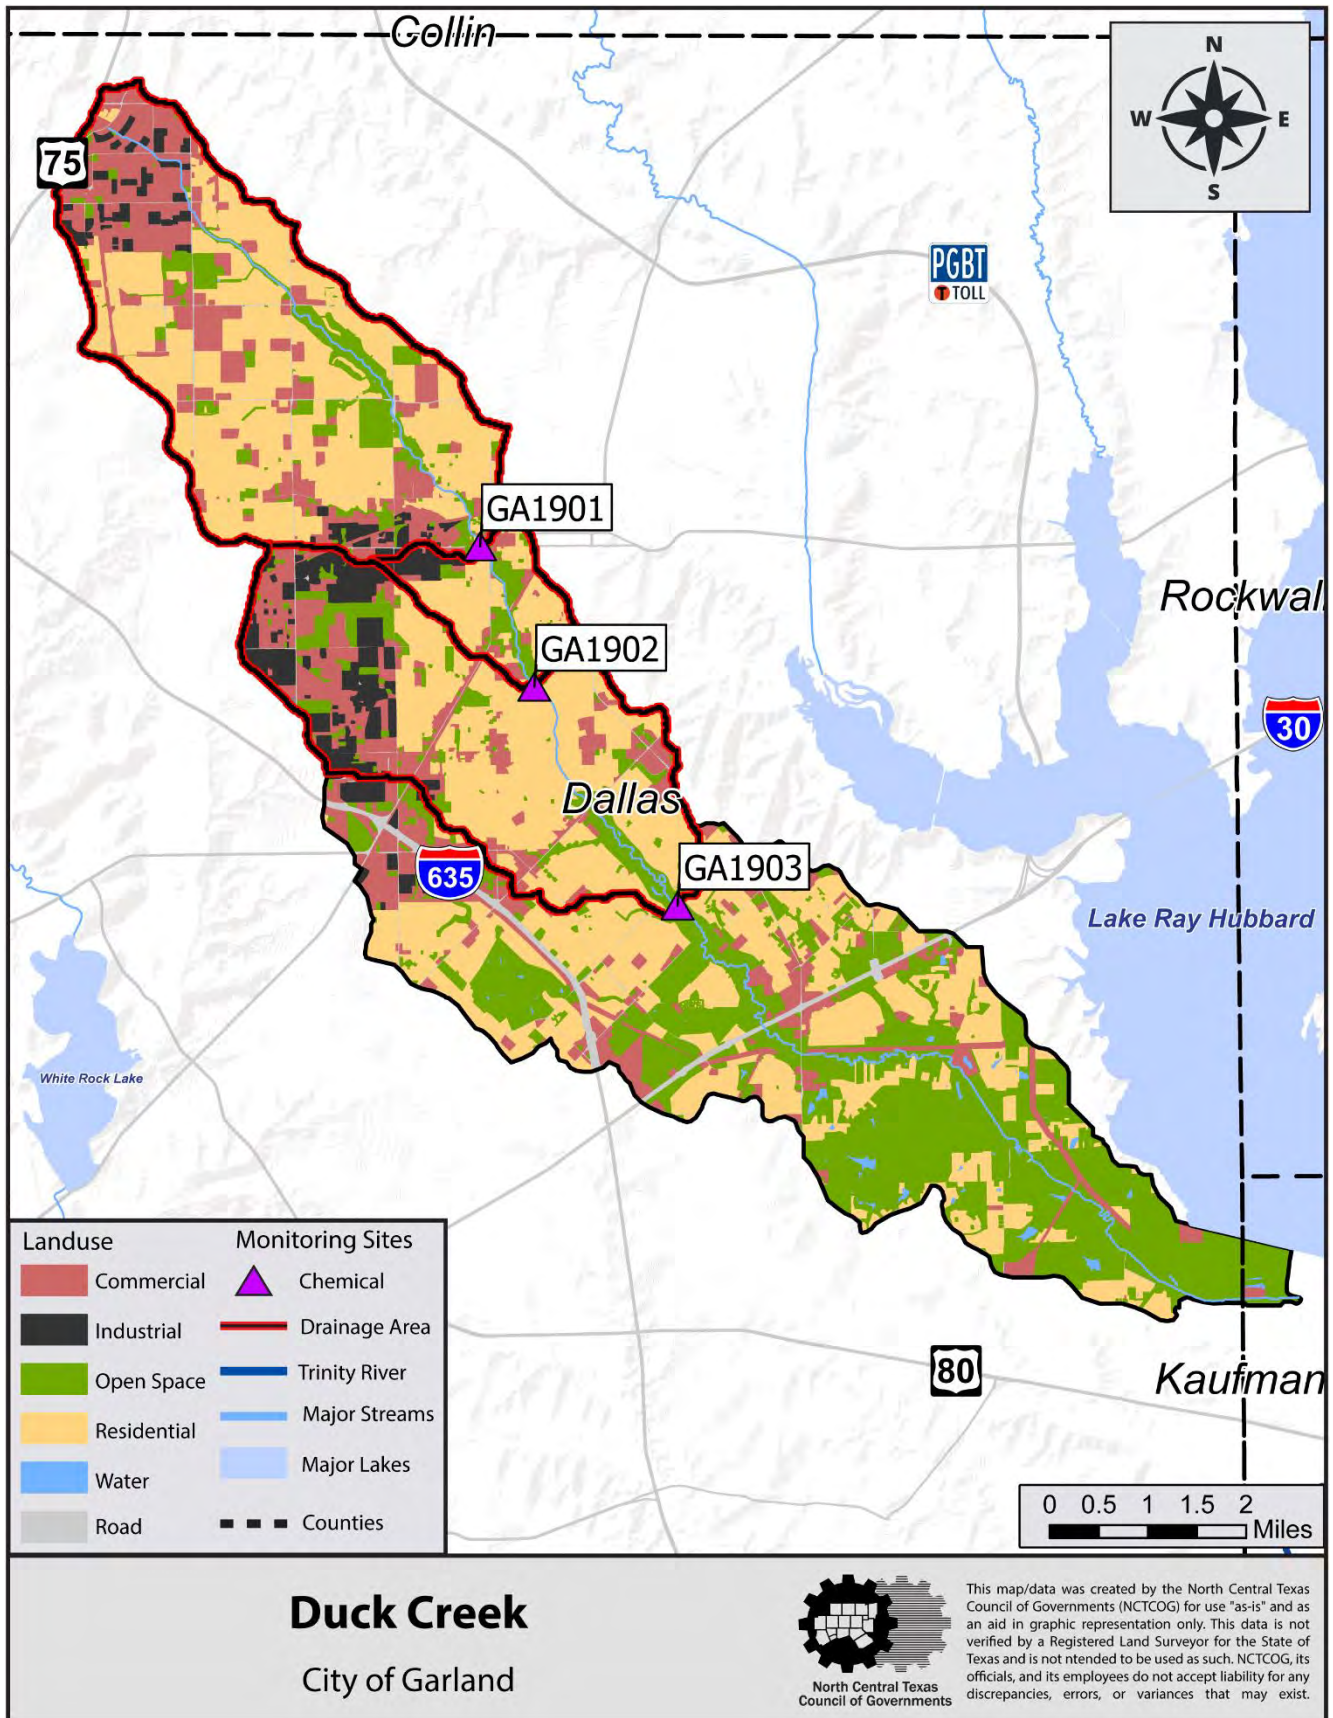 Collin
N
W
E
S
75
PGBT
T TOLL
GA1901
Rockwal
GA1902
30
Dallas
GA1903
635
Lake Ray Hubbard
White Rock Lake
80
Kaufman
Landuse
Commercial
Industrial
Open Space
Residential
Water
Road
Monitoring Sites
Chemical
Drainage Area
Trinity River
Major Streams
Major Lakes
Counties
0 0.5 1 1.5 2
Miles
Duck Creek
City of Garland
North Central Texas
Council of Governments
This map/data was created by the North Central Texas
Council of Governments (NCTCOG) for use "as-is" and as
an aid in graphic representation only. This data is not
verified by a Registered Land Surveyor for the State of
Texas and is not ntended to be used as such. NCTCOG, its
officials, and its employees do not accept liability for any
discrepancies, errors, or variances that may exist.